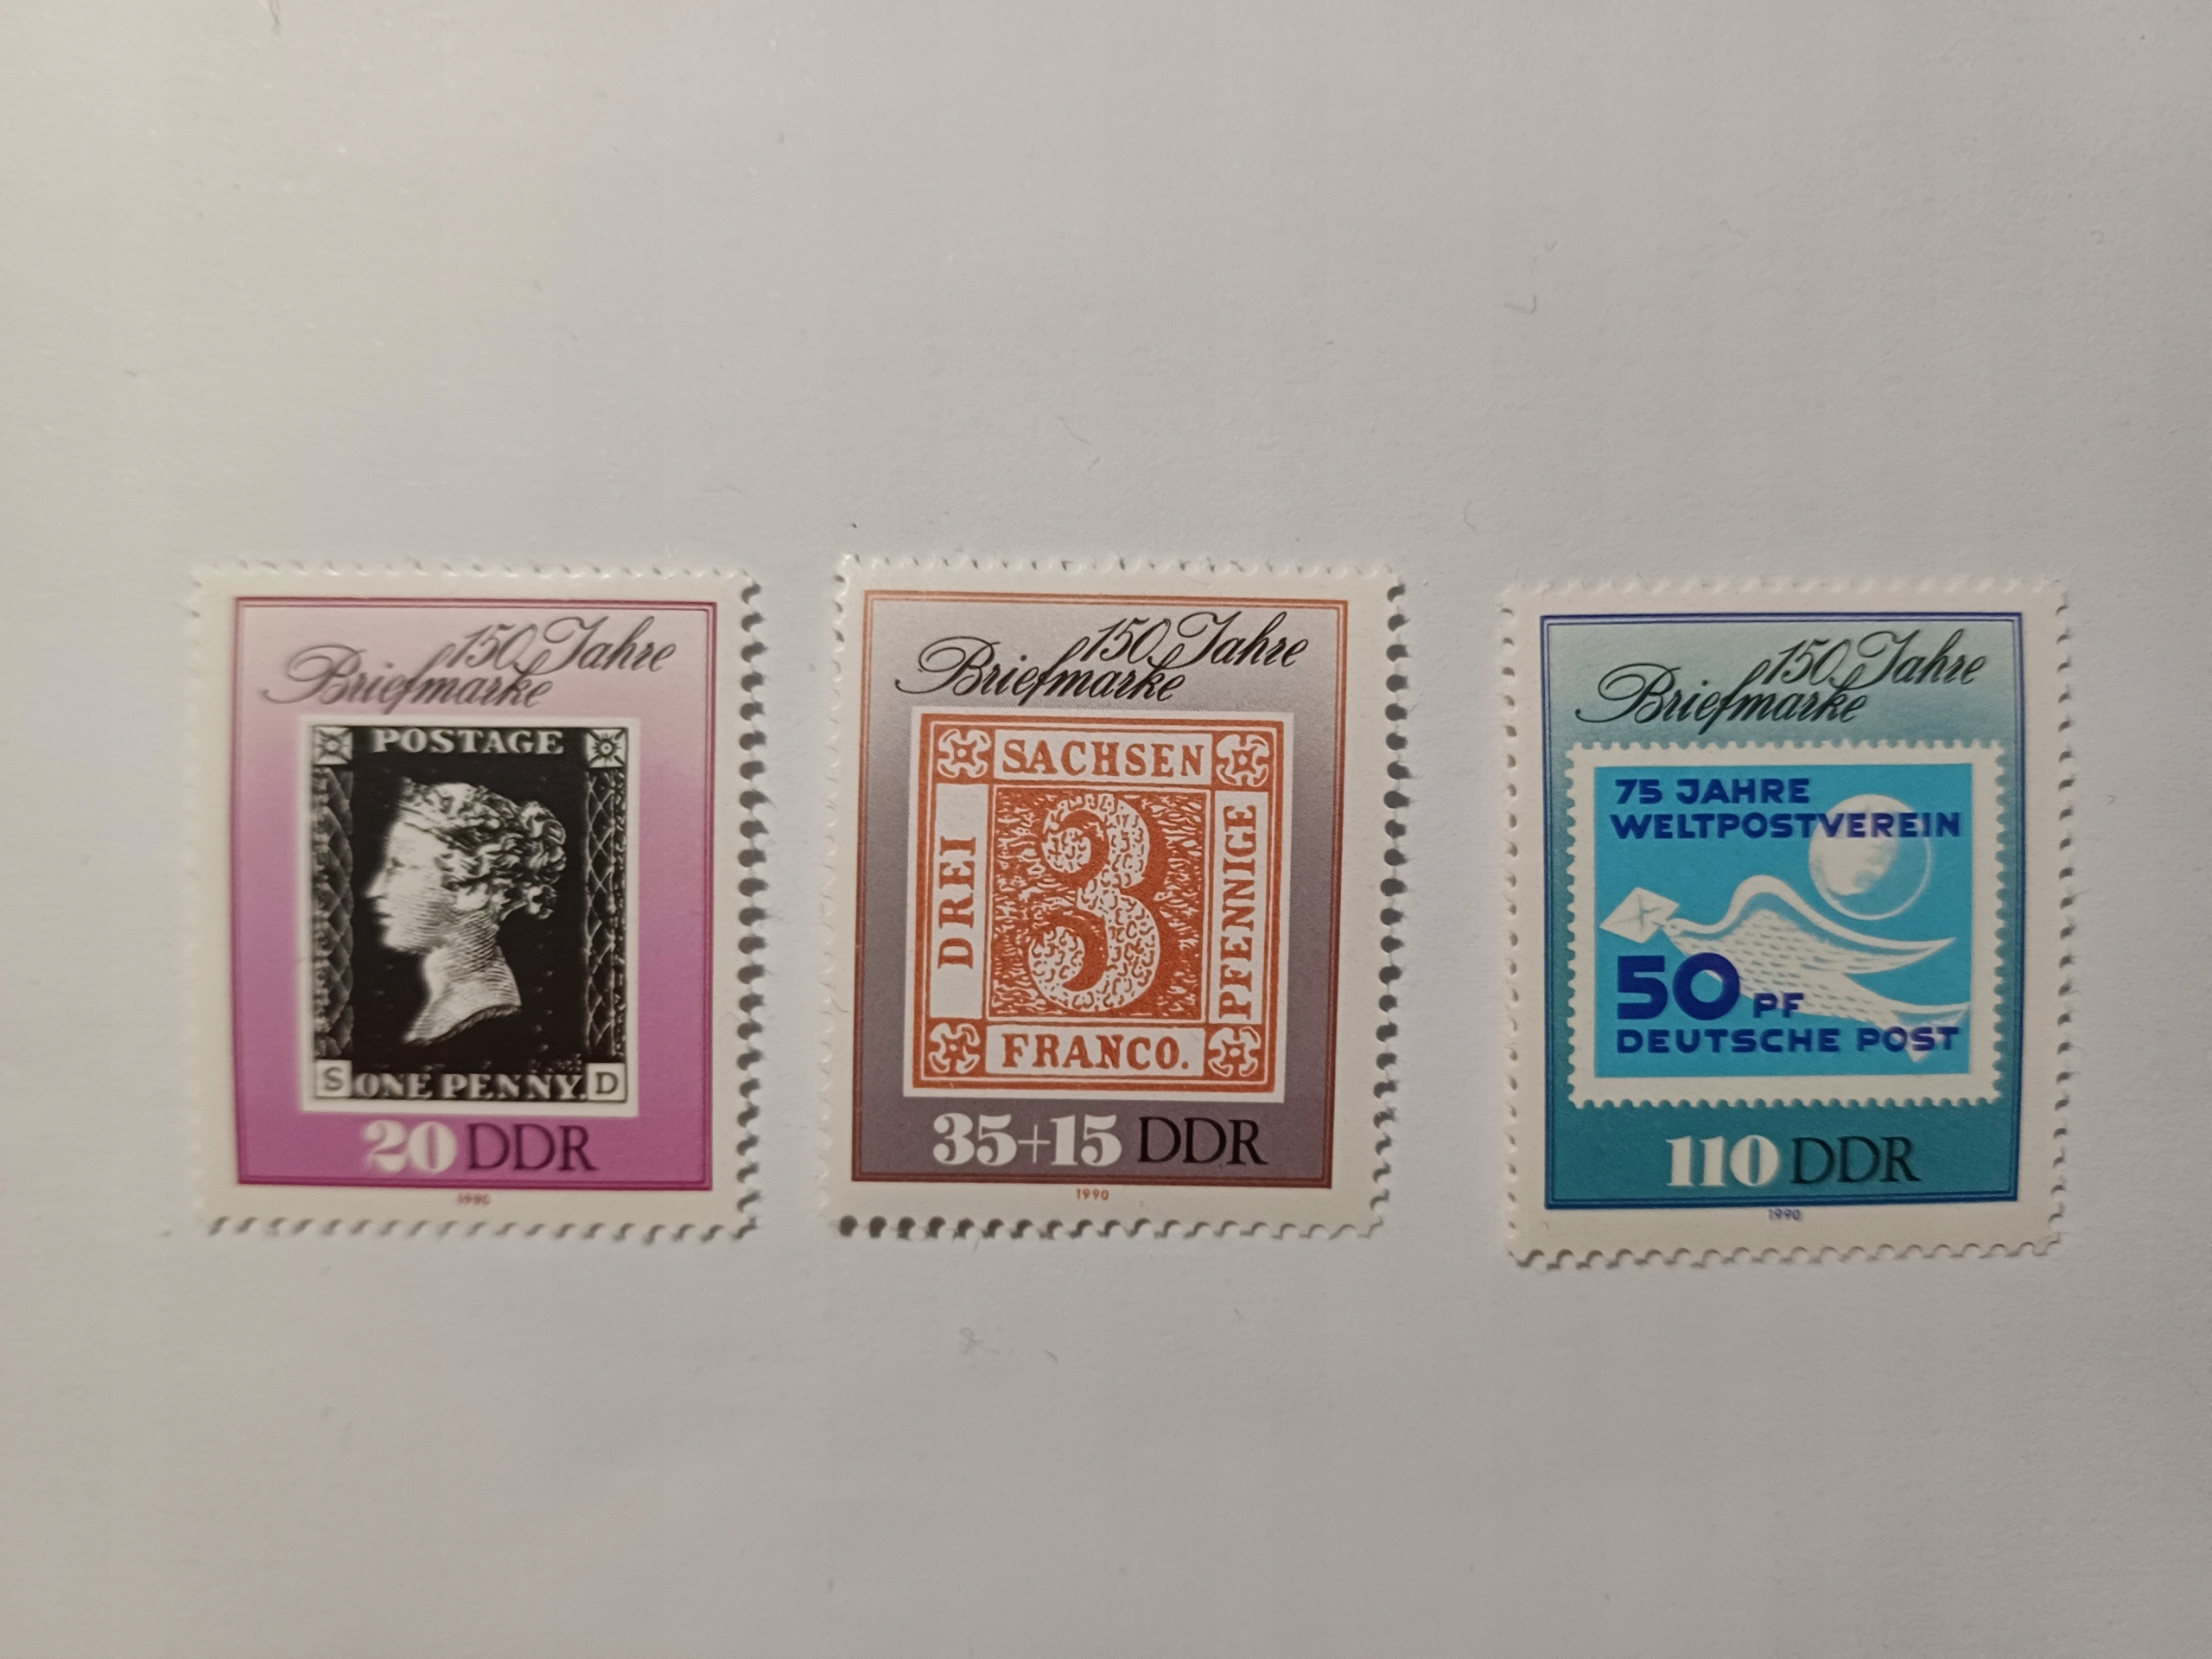 150 Jahre
Briefmarke
POSTAGE
S ONE PENNY. D
20 DDR
1990
150 Jahre
Briefmarke
SACHSEN
DREI
3
PFENNIGE
FRANCO.
35+15 DDR
1990
150 Jahre
Briefmarke
75 JAHRE
WELTPOSTVEREIN
50 PF
DEUTSCHE POST
110 DDR
1990